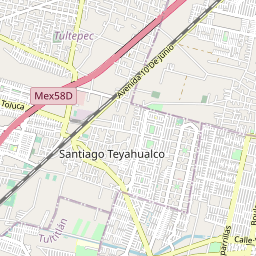 Tultepec
Avenida 10 De Junio
Mex58D
Toluca
Santiago Teyahualco
Tultitlán
Calle